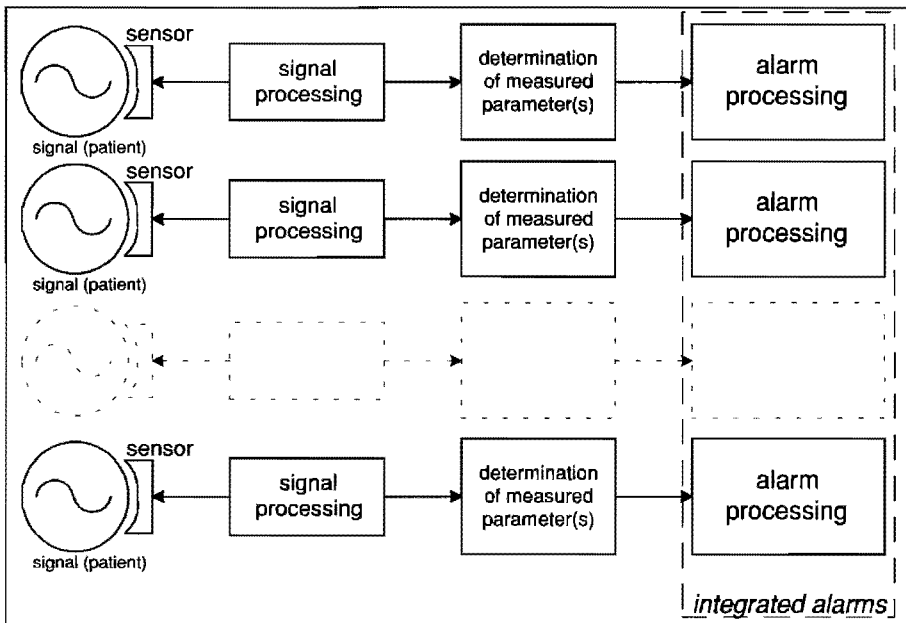 sensor
signal
processing
determination
of measured
parameter(s)
alarm
processing
signal (patient)
sensor
signal
processing
determination
of measured
parameter(s)
alarm
processing
signal (patient)
sensor
signal
processing
determination
of measured
parameter(s)
alarm
processing
signal (patient)
integrated alarms